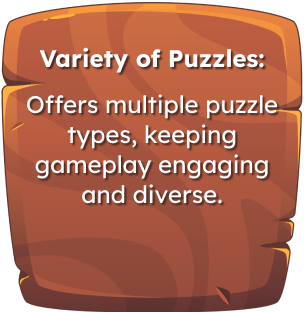 Variety of Puzzles:
Offers multiple puzzle
types, keeping
gameplay engaging
and diverse.